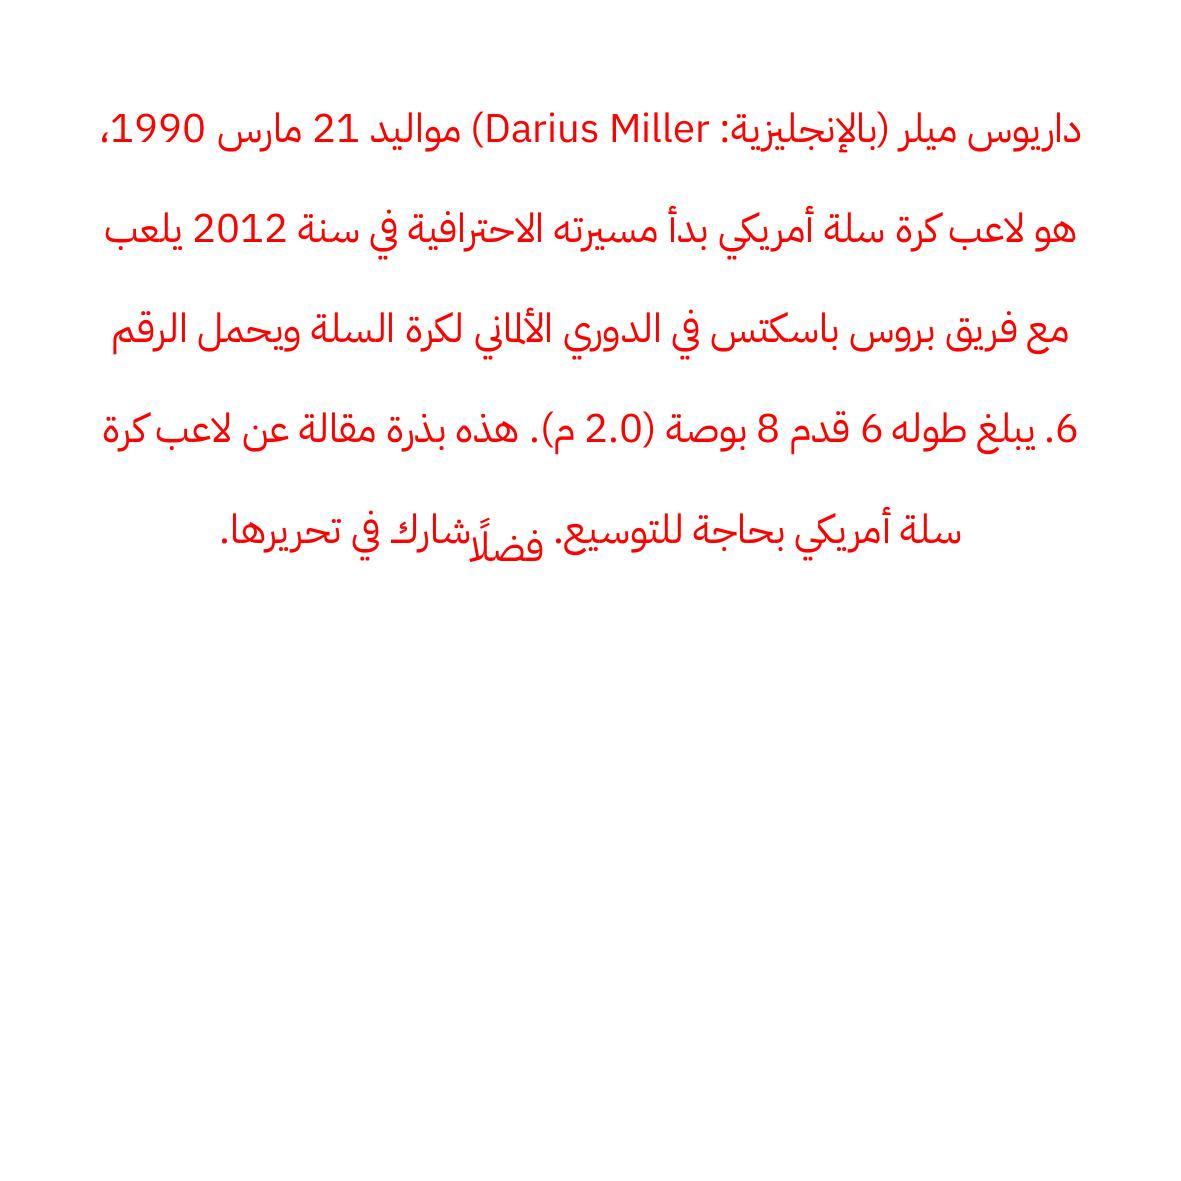 داريوس ميلر (بالإنجليزية: Darius Miller) مواليد 21 مارس 1990،
هو لاعب كرة سلة أمريكي بدأ مسيرته الاحترافية في سنة 2012 يلعب
مع فريق بروس باسكتس في الدوري الألماني لكرة السلة ويحمل الرقم
6. يبلغ طوله 6 قدم 8 بوصة (2.0 م). هذه بذرة مقالة عن لاعب كرة
سلة أمريكي بحاجة للتوسيع. فضلًا شارك في تحريرها.